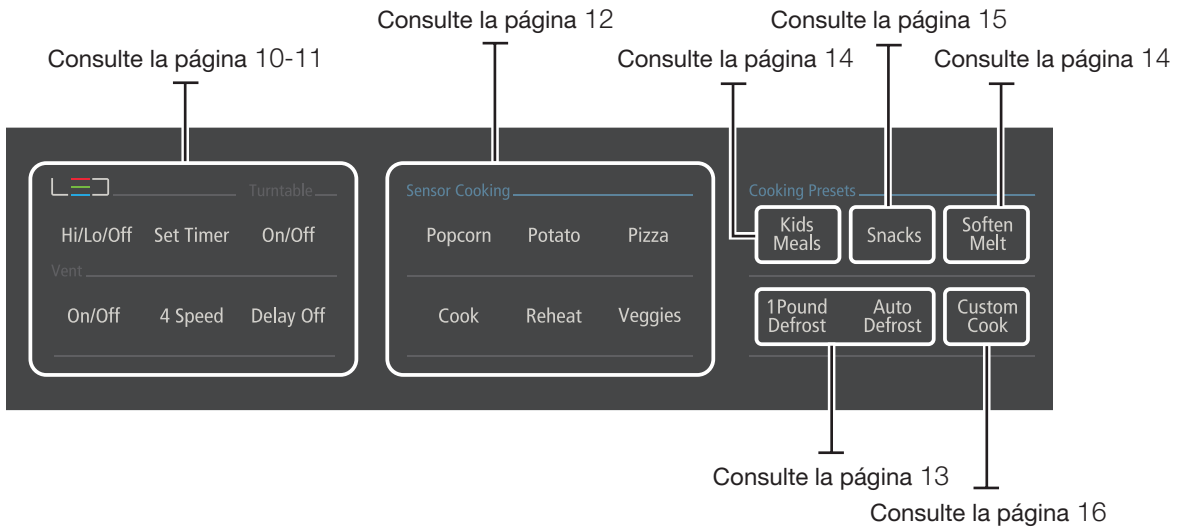 Consulte la página 12
Consulte la página 15
Consulte la página 10-11
Consulte la página 14
Consulte la página 14
LED
Turntable
Hi/Lo/Off Set Timer On/Off
Vent
On/Off 4 Speed Delay Off
Sensor Cooking
Popcorn Potato Pizza
Cook Reheat Veggies
Cooking Presets
Kids
Meals
Snacks
Soften
Melt
1Pound
Defrost
Auto
Defrost
Custom
Cook
Consulte la página 13
Consulte la página 16